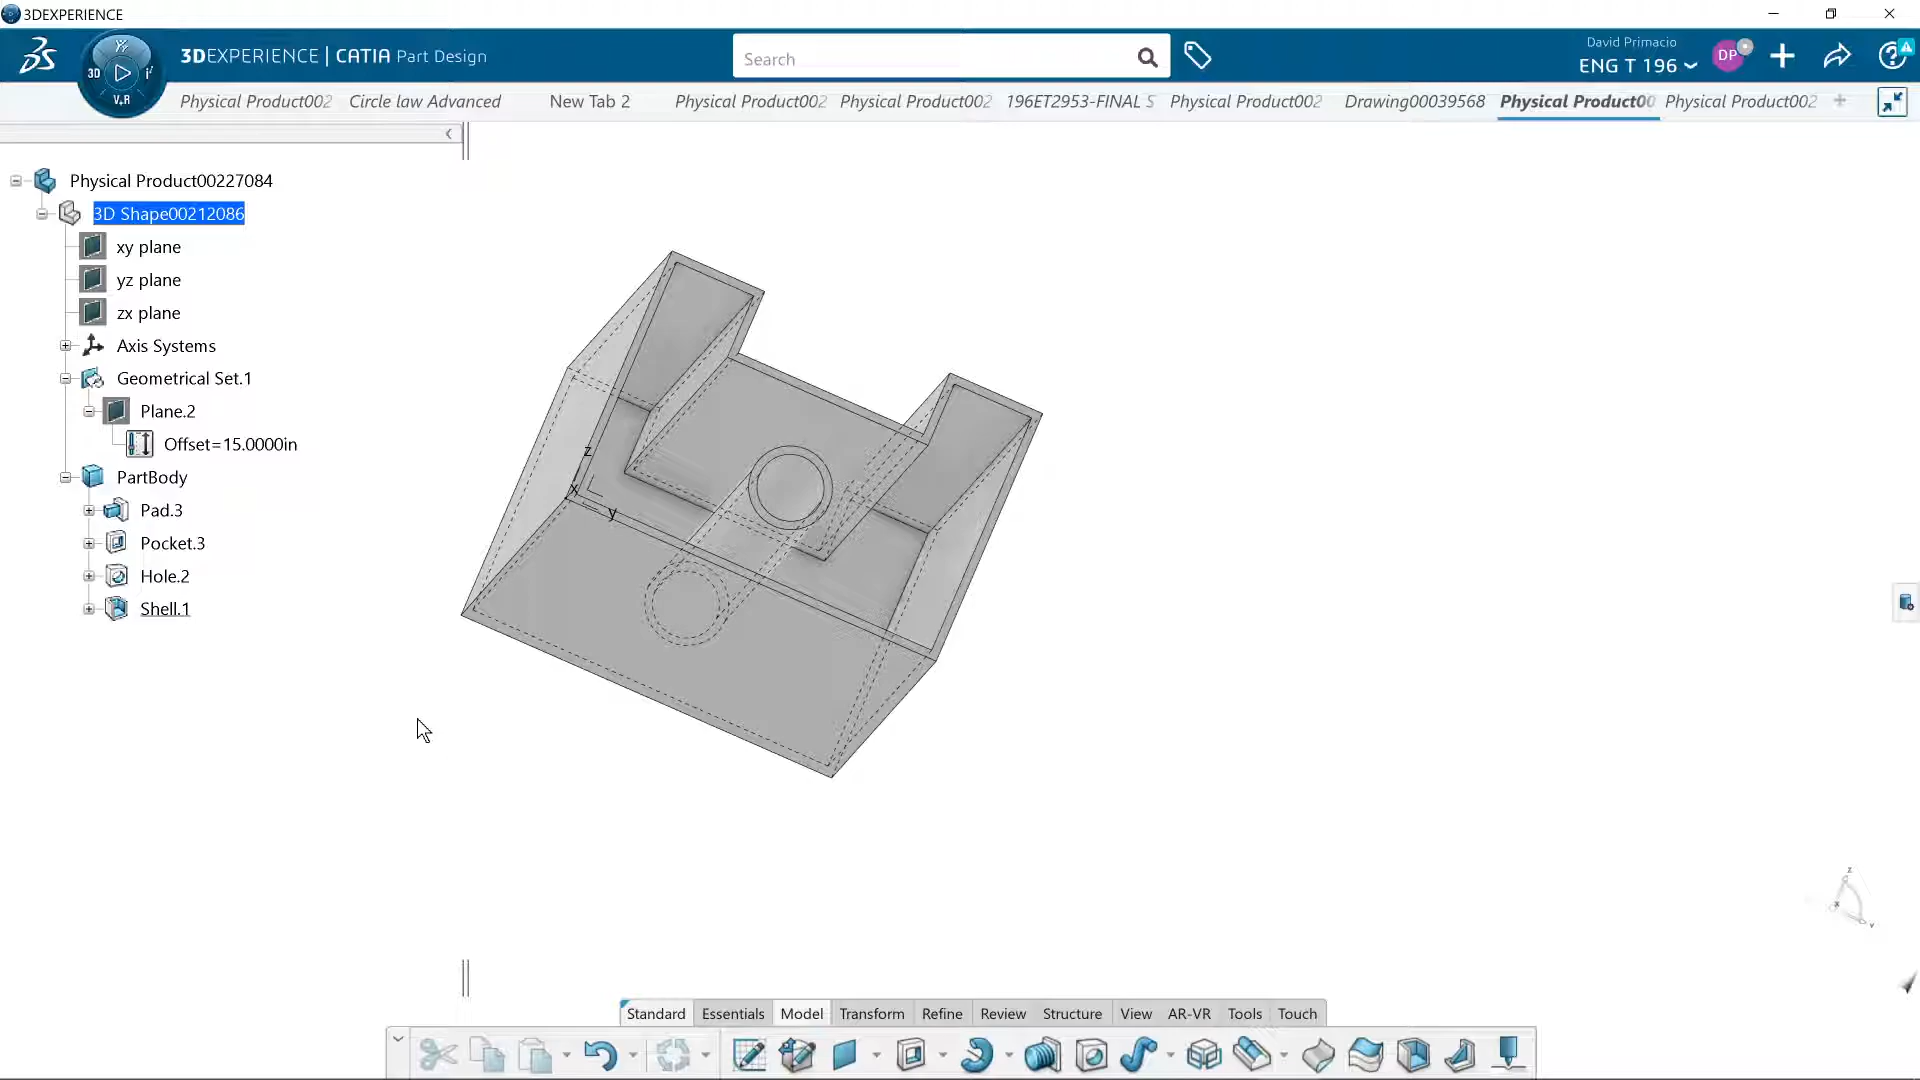 3DEXPERIENCE
3DEXPERIENCE | CATIA Part Design
3D
V₊R
Search
David Primacio
ENG T 196
DP
Physical Product002
Circle law Advanced
New Tab 2
Physical Product002
Physical Product002
196ET2953-FINAL S
Physical Product002
Drawing00039568
Physical Product00
Physical Product002
Physical Product00227084
3D Shape00212086
xy plane
yz plane
zx plane
Axis Systems
Geometrical Set.1
Plane.2
Offset=15.0000in
PartBody
Pad.3
Pocket.3
Hole.2
Shell.1
z
x
y
z
x
y
Standard
Essentials
Model
Transform
Refine
Review
Structure
View
AR-VR
Tools
Touch